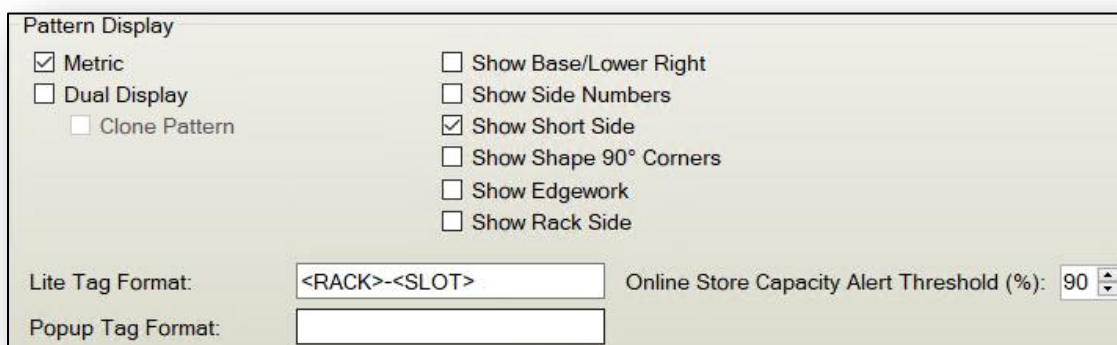 Pattern Display
Metric
Dual Display
Clone Pattern
Show Base/Lower Right
Show Side Numbers
Show Short Side
Show Shape 90° Corners
Show Edgework
Show Rack Side
Lite Tag Format: <RACK>-<SLOT> Online Store Capacity Alert Threshold (%): 90
Popup Tag Format: